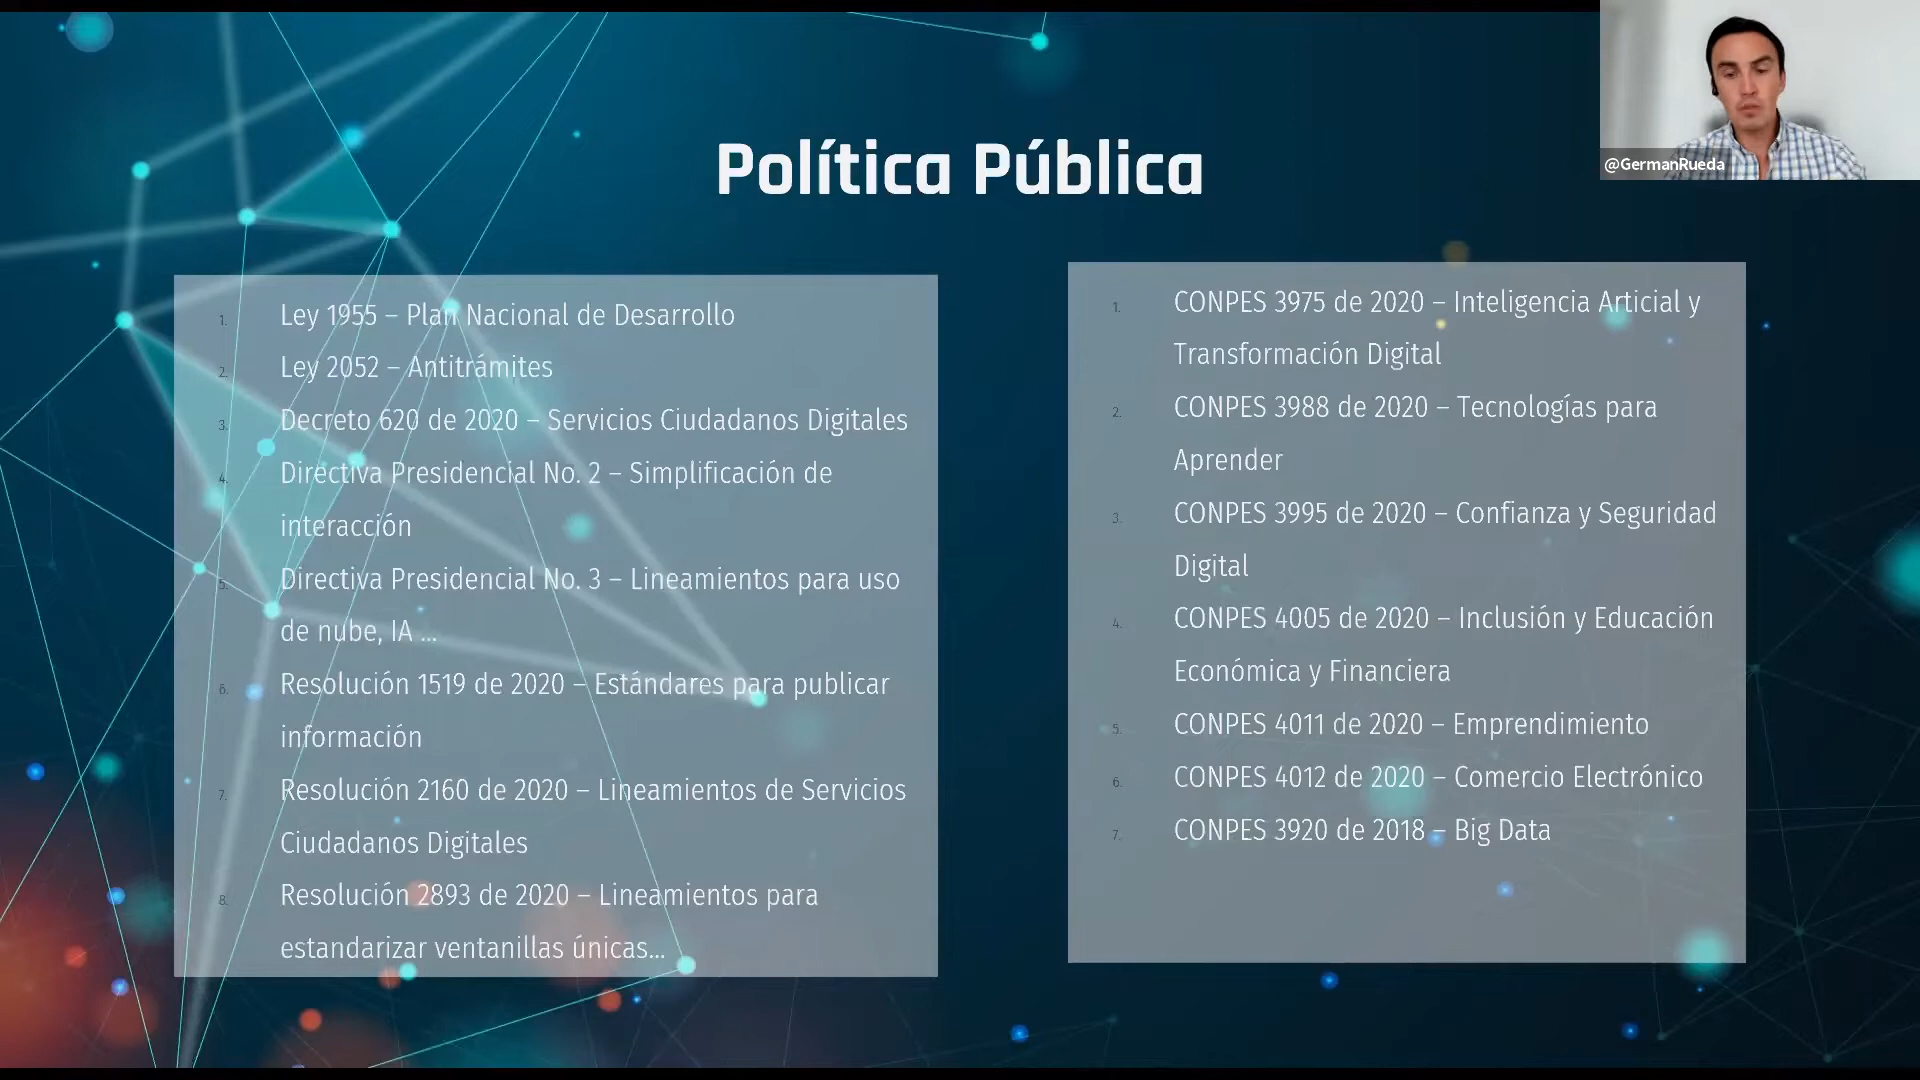 Política Pública
@GermanRueda
1. Ley 1955 – Plan Nacional de Desarrollo
2. Ley 2052 – Antitrámites
3. Decreto 620 de 2020 – Servicios Ciudadanos Digitales
4. Directiva Presidencial No. 2 – Simplificación de
interacción
5. Directiva Presidencial No. 3 – Lineamientos para uso
de nube, IA ...
6. Resolución 1519 de 2020 – Estándares para publicar
información
7. Resolución 2160 de 2020 – Lineamientos de Servicios
Ciudadanos Digitales
8. Resolución 2893 de 2020 – Lineamientos para
estandarizar ventanillas únicas...
1. CONPES 3975 de 2020 – Inteligencia Articial y
Transformación Digital
2. CONPES 3988 de 2020 – Tecnologías para
Aprender
3. CONPES 3995 de 2020 – Confianza y Seguridad
Digital
4. CONPES 4005 de 2020 – Inclusión y Educación
Económica y Financiera
5. CONPES 4011 de 2020 – Emprendimiento
6. CONPES 4012 de 2020 – Comercio Electrónico
7. CONPES 3920 de 2018 – Big Data